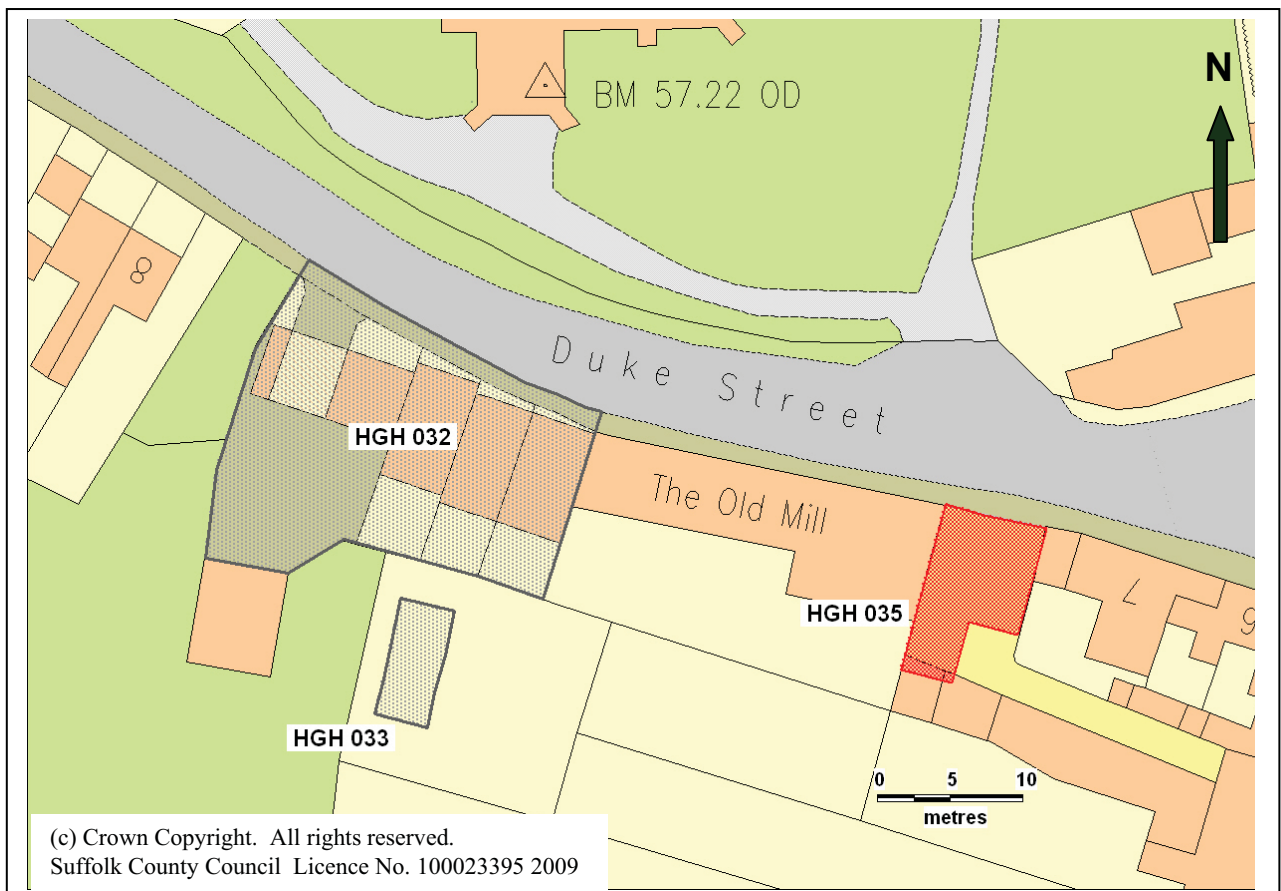 BM 57.22 OD
N
8
Duke Street
HGH 032
The Old Mill
HGH 035
7
6
HGH 033
0 5 10
metres
(c) Crown Copyright. All rights reserved.
Suffolk County Council Licence No. 100023395 2009